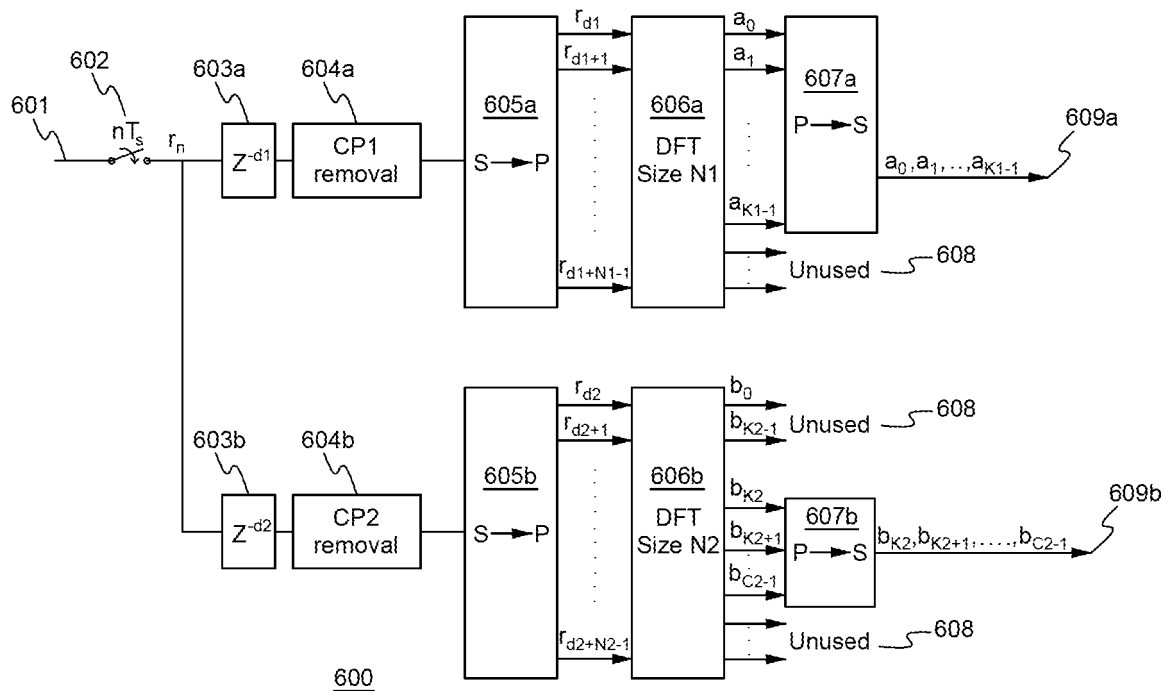 601
602
nT_s
r_n
603a
Z^-d1
604a
CP1
removal
605a
S → P
r_d1
r_d1+1
r_d1+N1-1
606a
DFT
Size N1
a_0
a_1
a_K1-1
607a
P → S
a_0,a_1,..,a_K1-1
609a
Unused
608
603b
Z^-d2
604b
CP2
removal
605b
S → P
r_d2
r_d2+1
r_d2+N2-1
606b
DFT
Size N2
b_0
b_K2-1
Unused
608
b_K2
b_K2+1
b_C2-1
607b
P → S
b_K2,b_K2+1,....,b_C2-1
609b
Unused
608
600